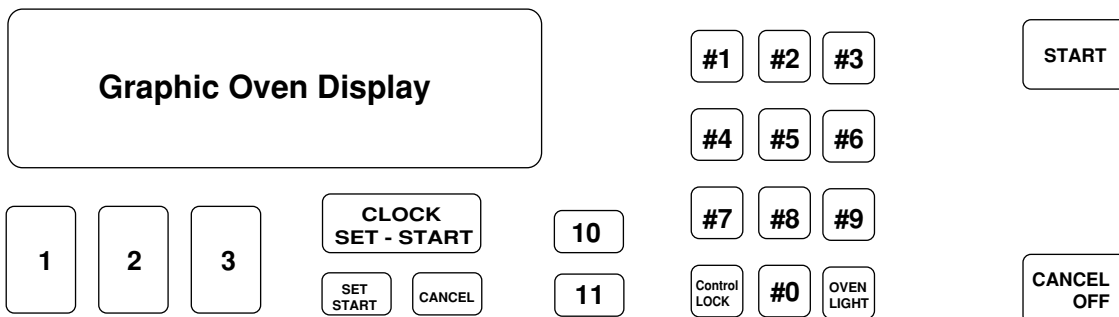 Graphic Oven Display
#1 #2 #3
START
#4 #5 #6
#7 #8 #9
1 2 3
CLOCK
SET - START
10
SET
START
CANCEL
11
Control
LOCK
#0
OVEN
LIGHT
CANCEL
OFF